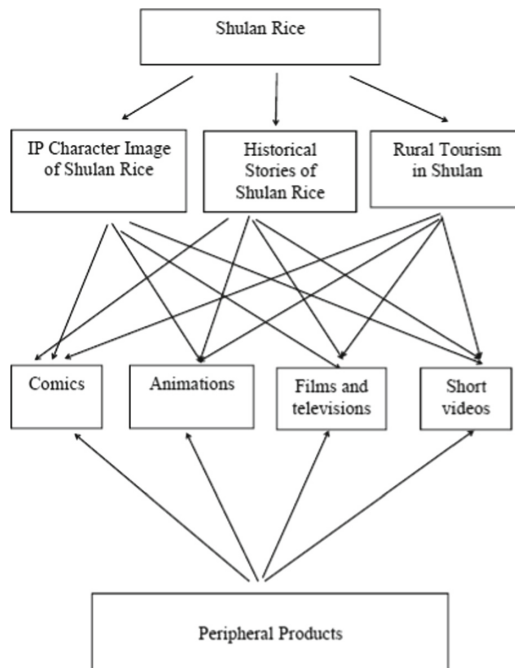 Shulan Rice
IP Character Image
of Shulan Rice
Historical
Stories of
Shulan Rice
Rural Tourism
in Shulan
Comics
Animations
Films and
televisions
Short
videos
Peripheral Products